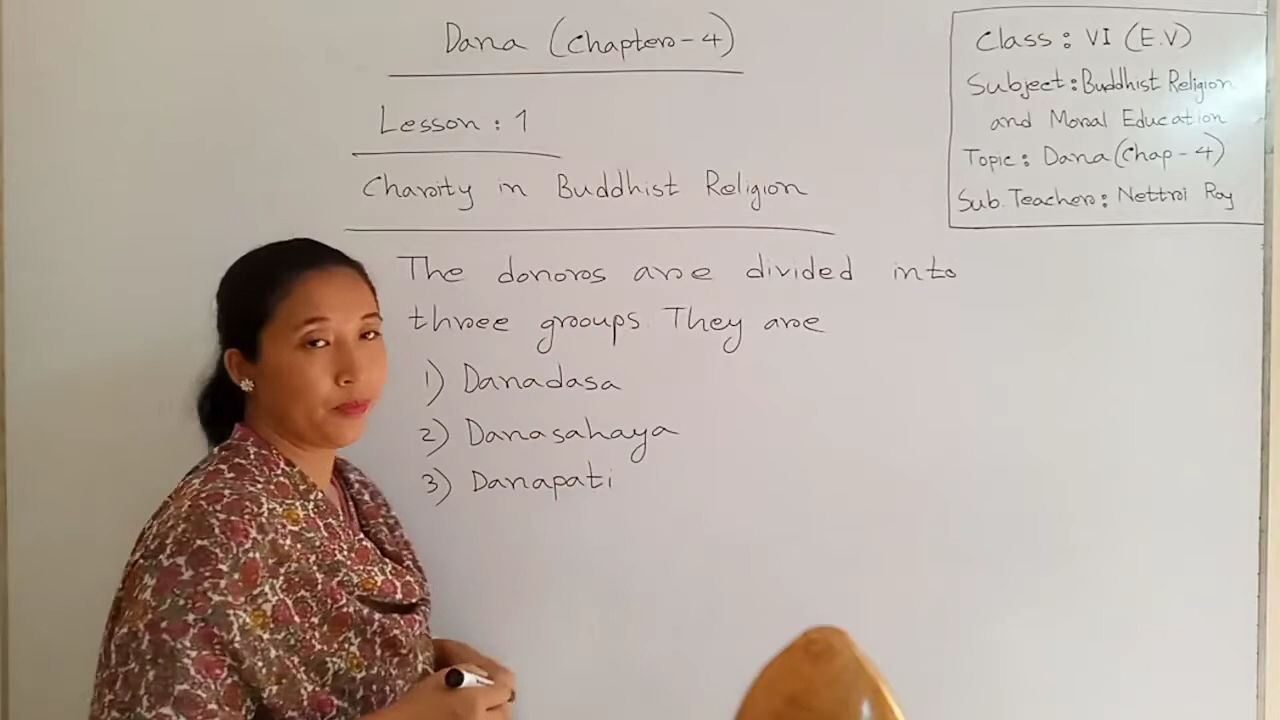 Dana (Chapter-4)
Lesson : 1
Charity in Buddhist Religion
The donors are divided into
three groups. They are
1) Danadasa
2) Danasahaya
3) Danapati
Class : VI (E.V)
Subject : Buddhist Religion
and Moral Education
Topic : Dana (Chap-4)
Sub. Teacher : Nettri Roy